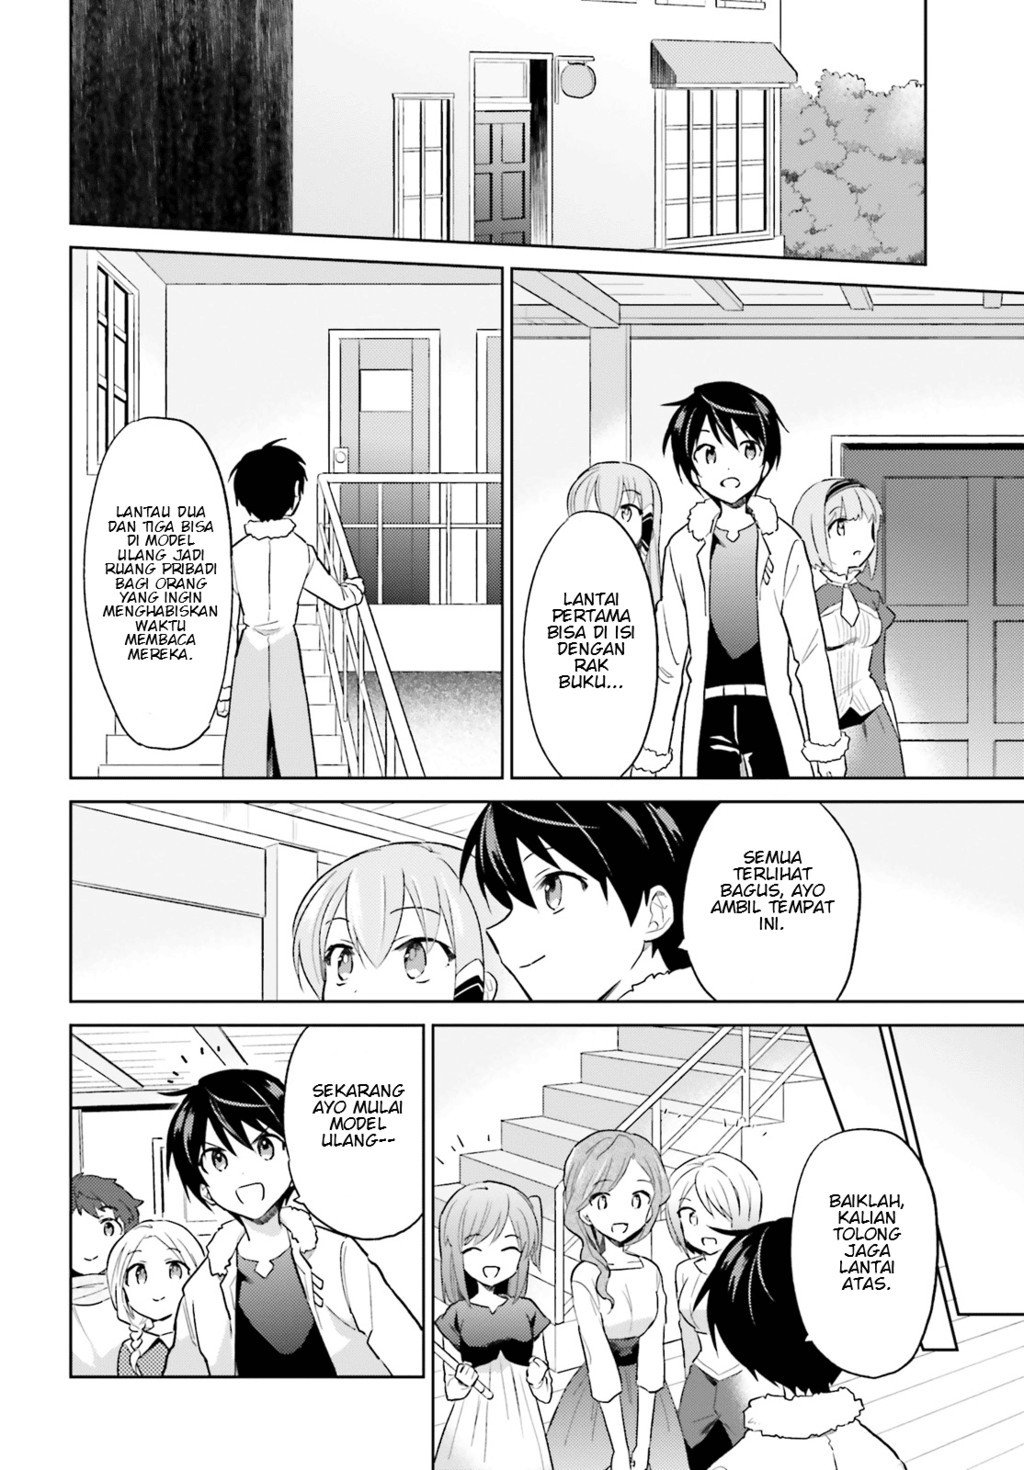 LANTAI
PERTAMA
BISA DI ISI
DENGAN
RAK
BUKU...
LANTAU DUA
DAN TIGA BISA
DI MODEL
ULANG JADI
RUANG PRIBADI
BAGI ORANG
YANG INGIN
MENGHABISKAN
WAKTU
MEMBACA
MEREKA.
SEMUA
TERLIHAT
BAGUS, AYO
AMBIL TEMPAT
INI.
SEKARANG
AYO MULAI
MODEL
ULANG--
BAIKLAH,
KALIAN
TOLONG
JAGA
LANTAI
ATAS.